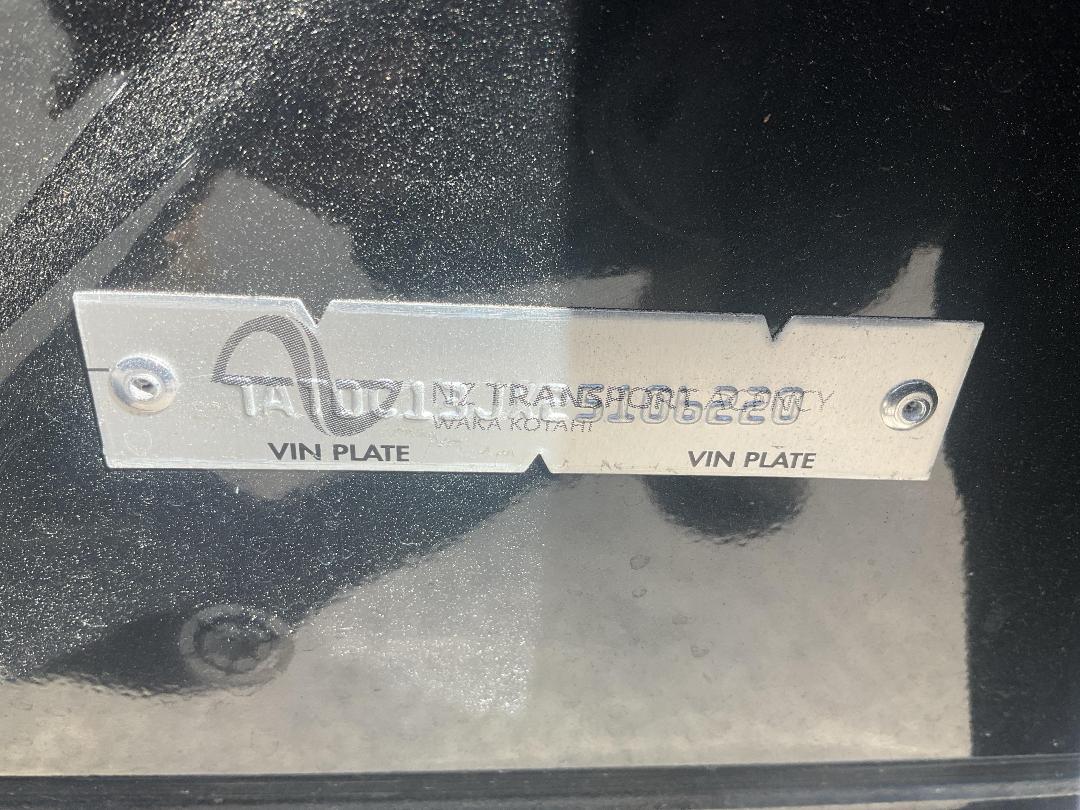 NZ TRANSPORT AGENCY
WAKA KOTAHI
VIN PLATE VIN PLATE